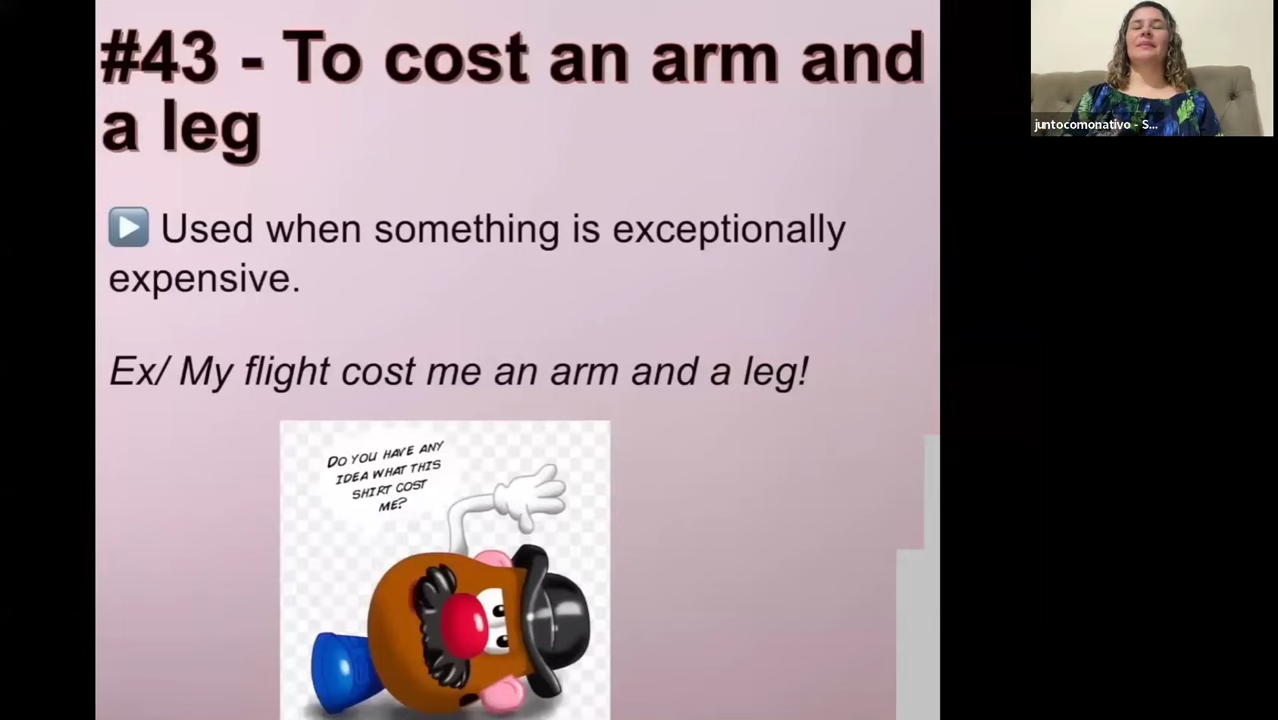 #43 - To cost an arm and
a leg
Used when something is exceptionally
expensive.
Ex/ My flight cost me an arm and a leg!
DO YOU HAVE ANY
IDEA WHAT THIS
SHIRT COST
ME?
juntocomonativo - S...